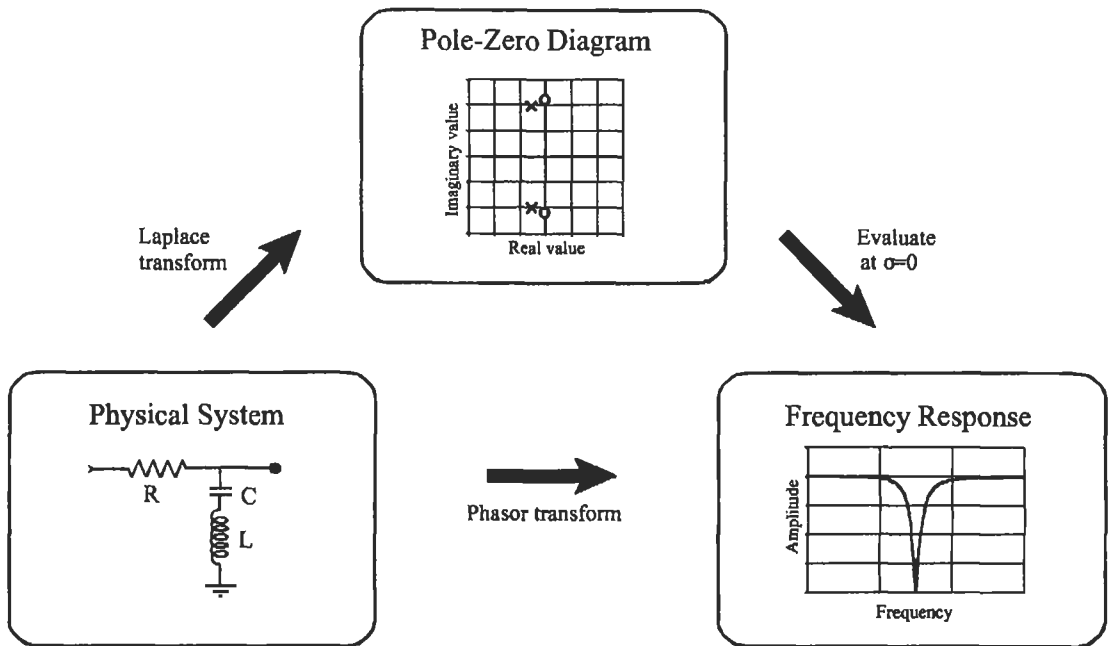 Pole-Zero Diagram
Imaginary value
Real value
Laplace
transform
Evaluate
at σ=0
Physical System
R
C
L
Phasor transform
Frequency Response
Amplitude
Frequency